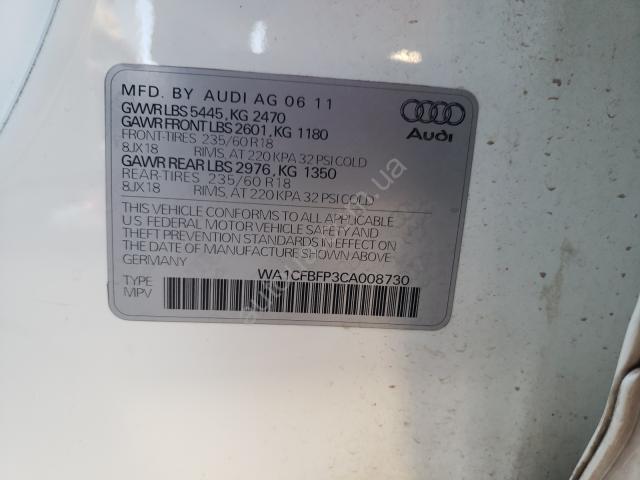 MFD. BY AUDI AG 06 11
GVWR LBS 5445, KG 2470
GAWR FRONT LBS 2601, KG 1180
FRONT-TIRES 235/60 R18
8JX18 RIMS, AT 220 KPA 32 PSI COLD
GAWR REAR LBS 2976, KG 1350
REAR-TIRES 235/60 R18
8JX18 RIMS, AT 220 KPA 32 PSI COLD
Audi
THIS VEHICLE CONFORMS TO ALL APPLICABLE
U.S. FEDERAL MOTOR VEHICLE SAFETY AND
THEFT PREVENTION STANDARDS IN EFFECT ON
THE DATE OF MANUFACTURE SHOWN ABOVE
GERMANY
WA1CFBFP3CA008730
TYPE
MPV